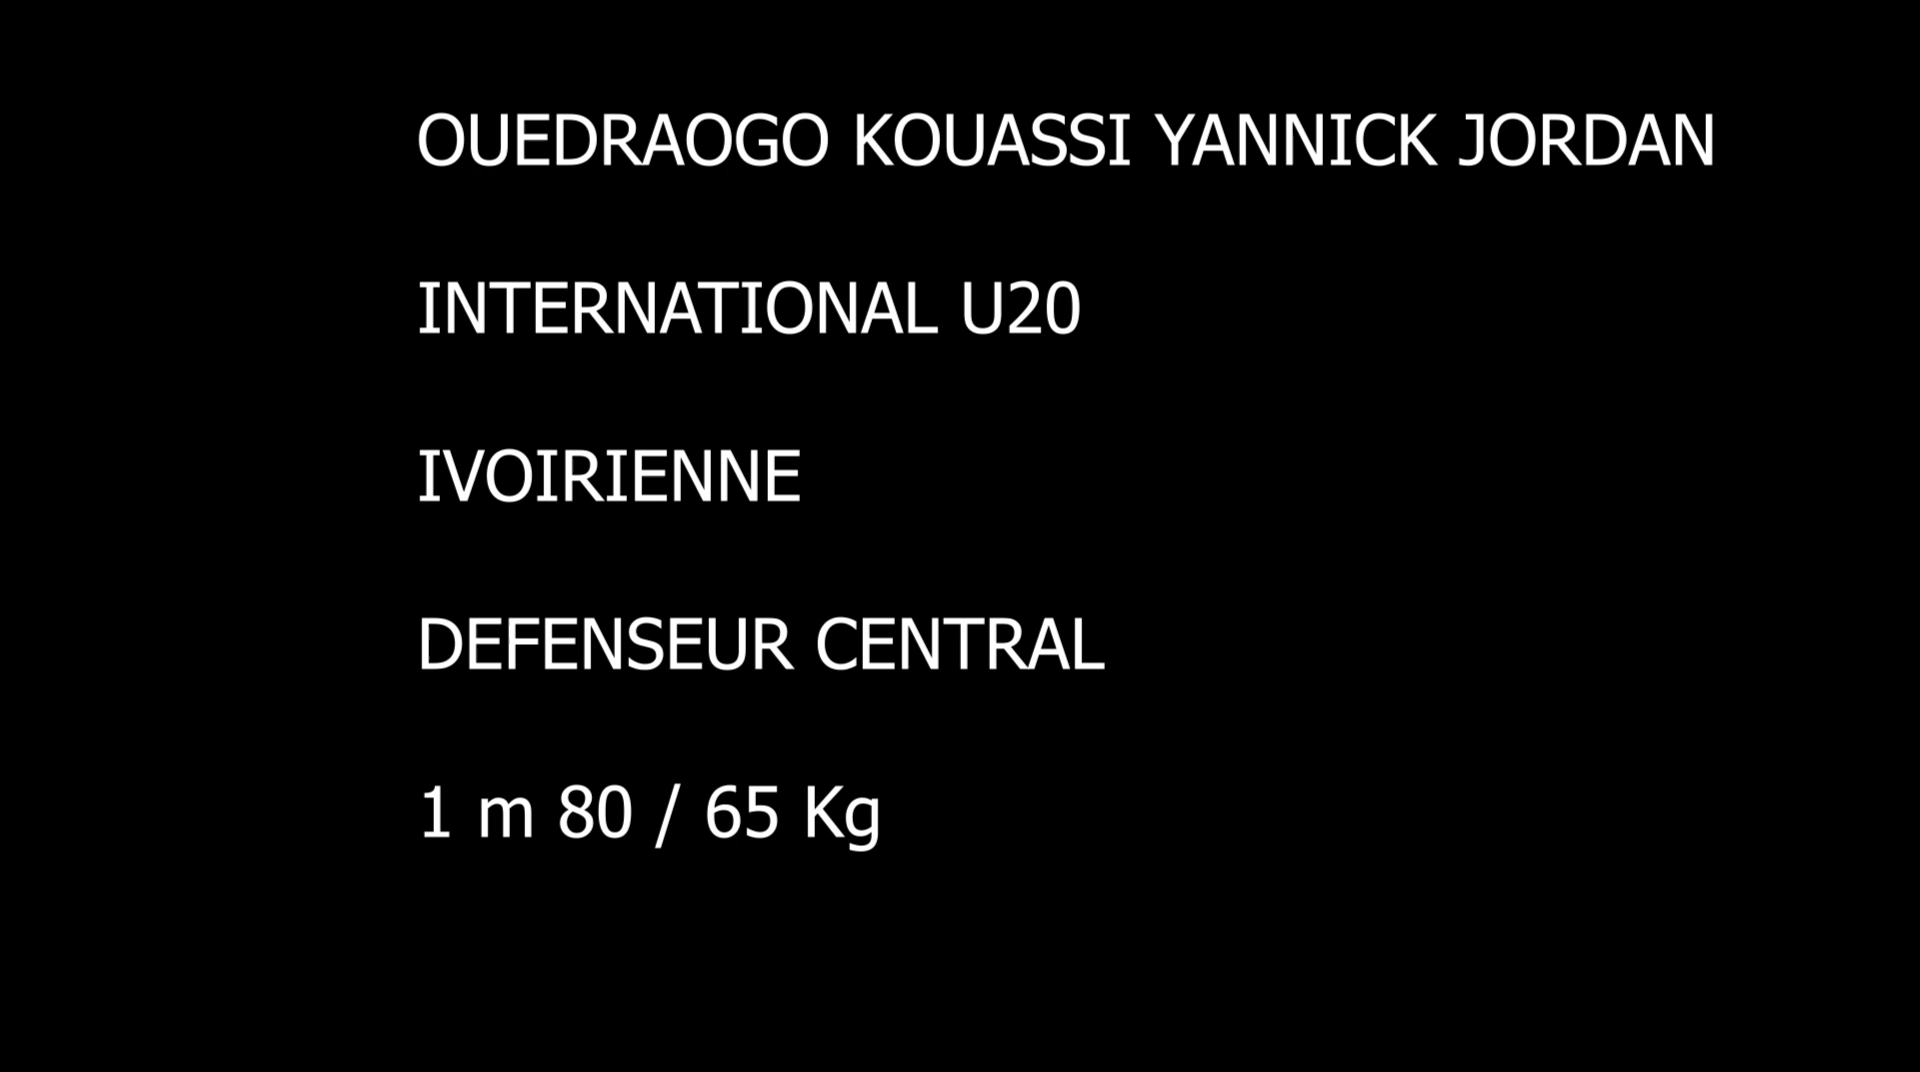 OUEDRAOGO KOUASSI YANNICK JORDAN
INTERNATIONAL U20
IVOIRIENNE
DEFENSEUR CENTRAL
1 m 80 / 65 Kg